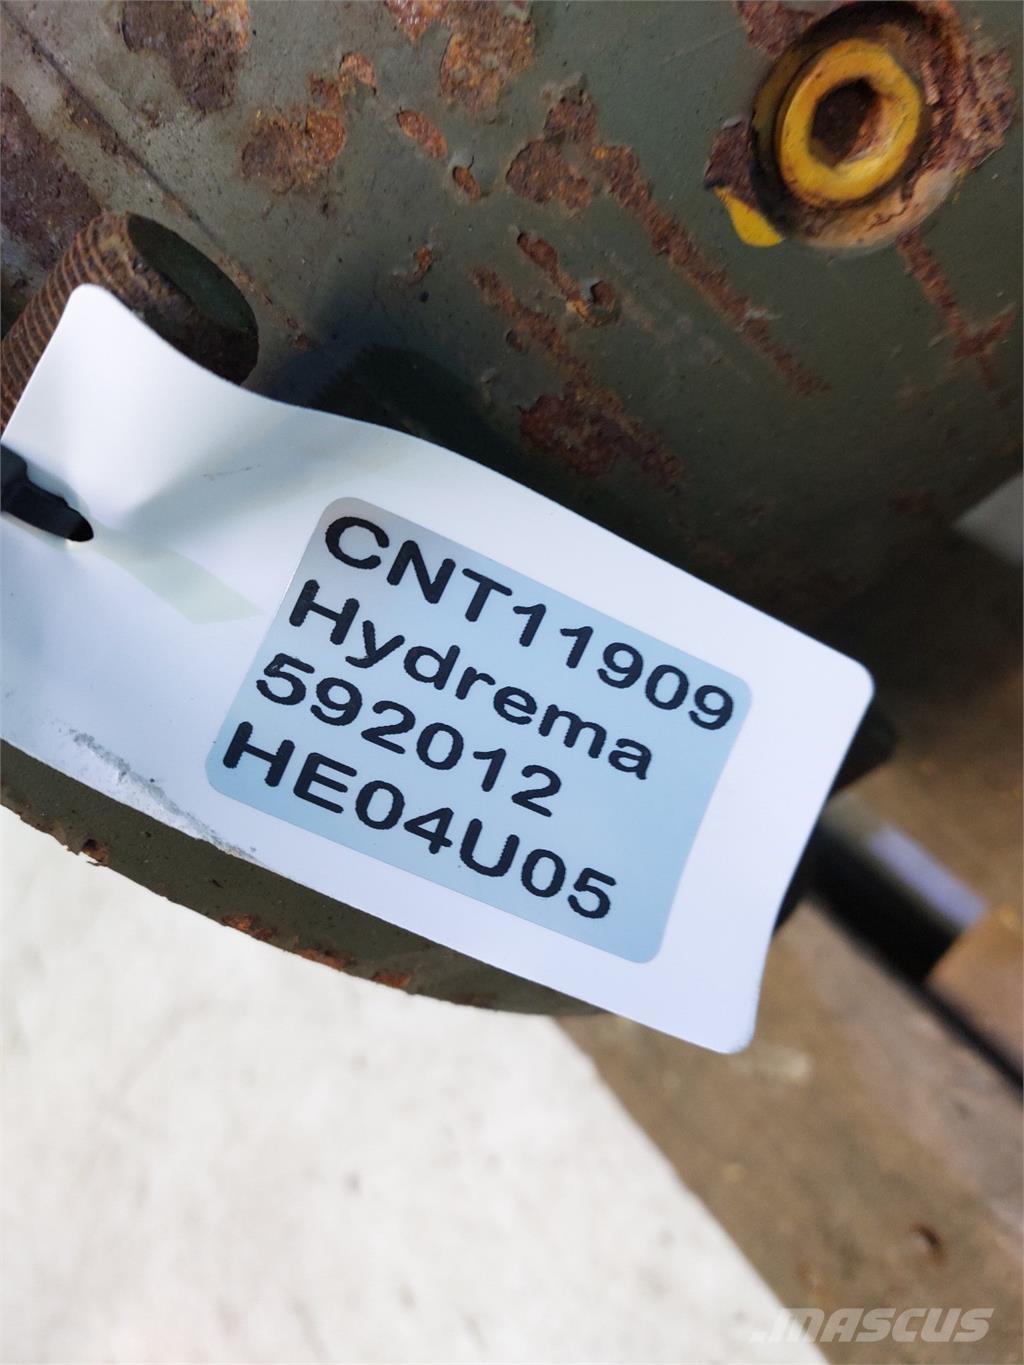 CNT11909
Hydrema
592012
HE04U05
MASCUS